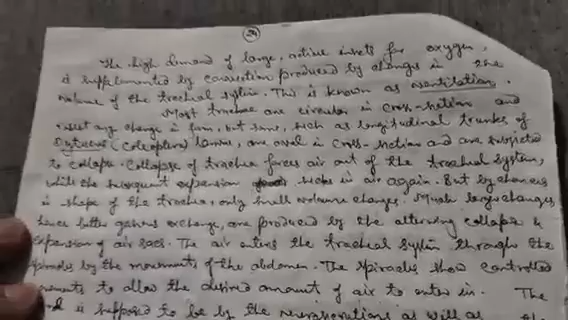 24
The high demand of large, active insects for oxygen,
is supplemented by convection produced by changes in the
volume of the tracheal system. This is known as ventilation.
Most tracheae are circular in cross-section and
resist any change in form, but some, such as longitudinal trunks of
Dytiscus (Coleoptera) larvae, are oval in cross-section and are subjected
to collapse. Collapse of trachea forces air out of the tracheal system,
while the subsequent expansion sucks in air again. But by changes
in shape of the trachea, only small volume changes. Much larger changes,
hence better gaseous exchange, are produced by the alternating collapse &
expansion of air sacs. The air enters the tracheal system through the
spiracles by the movements of the abdomen. The spiracles show controlled
to allow the desired amount of air to enter in. The
is supposed to be by the as well as
the